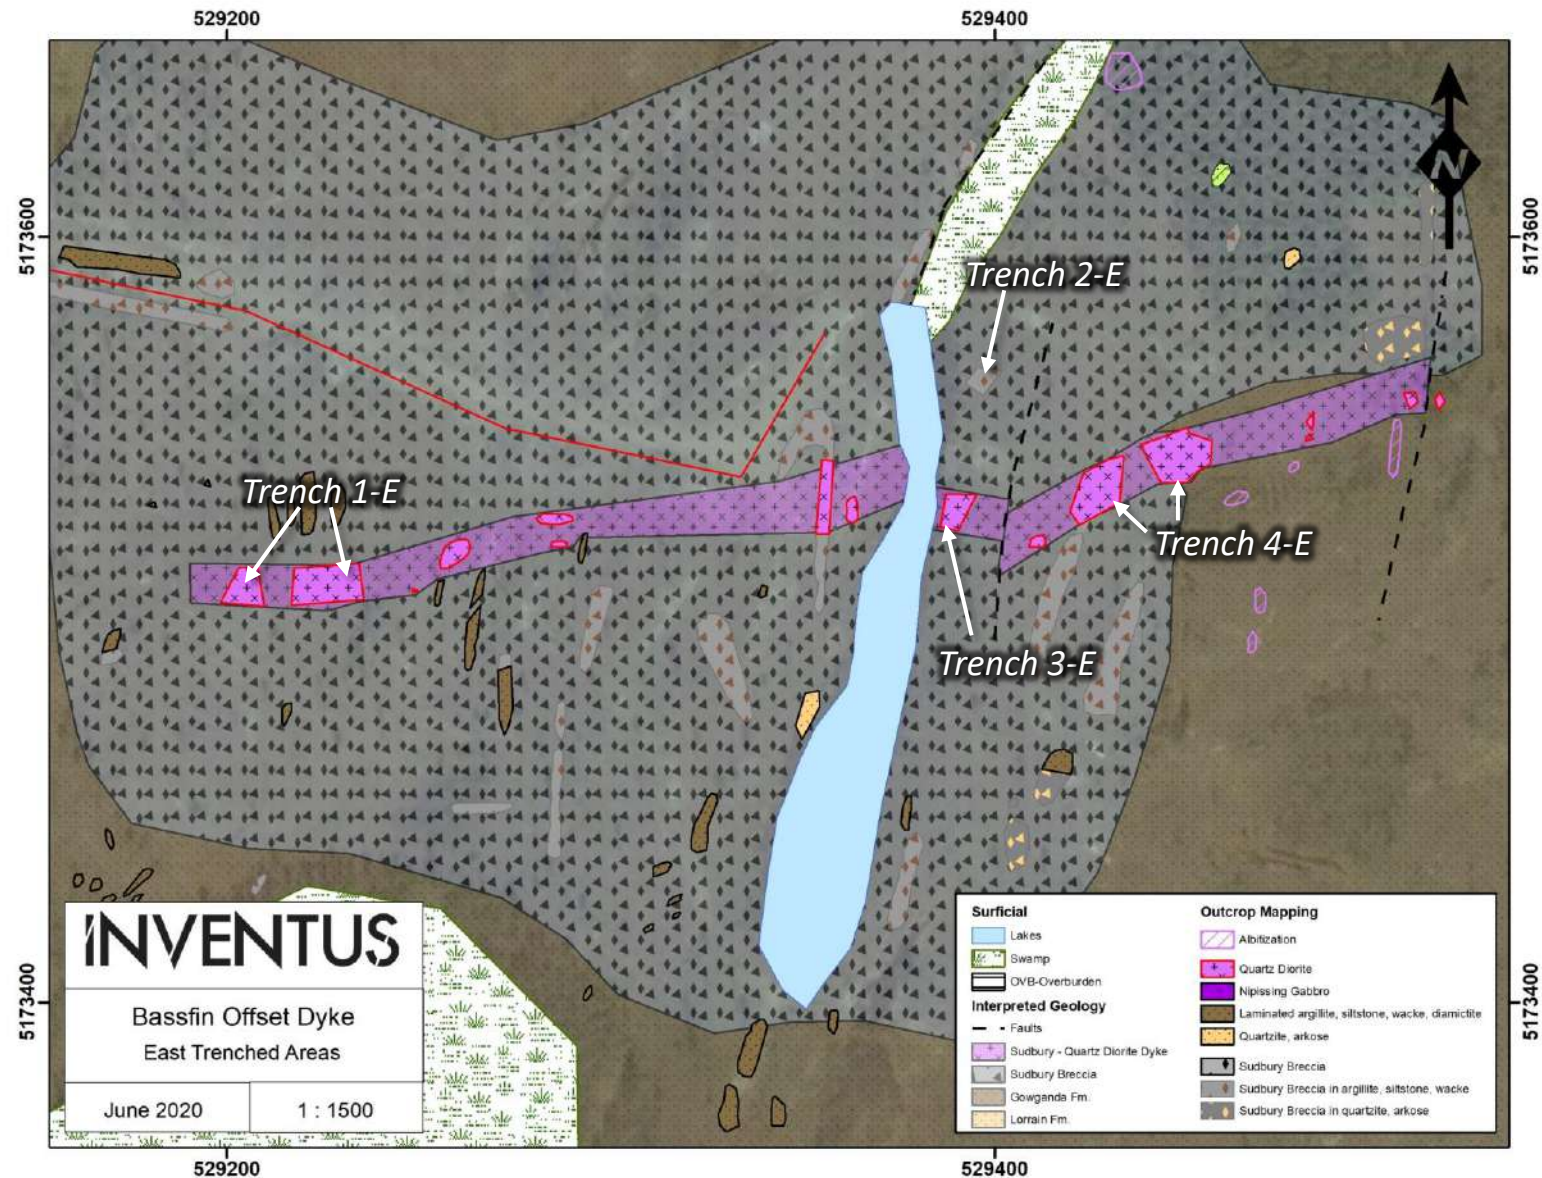 529200
529400
N
5173600
5173600
Trench 2-E
Trench 1-E
Trench 4-E
Trench 3-E
INVENTUS
Bassfin Offset Dyke
East Trenched Areas
June 2020
1 : 1500
Surficial
Lakes
Swamp
OVB-Overburden
Interpreted Geology
Faults
Sudbury - Quartz Diorite Dyke
Sudbury Breccia
Gowganda Fm.
Lorrain Fm.
Outcrop Mapping
Albitization
Quartz Diorite
Nipissing Gabbro
Laminated argillite, siltstone, wacke, diamictite
Quartzite, arkose
Sudbury Breccia
Sudbury Breccia in argillite, siltstone, wacke
Sudbury Breccia in quartzite, arkose
5173400
5173400
529200
529400